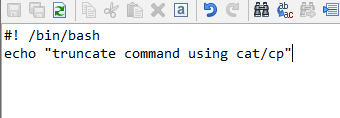 #! /bin/bash
echo "truncate command using cat/cp"